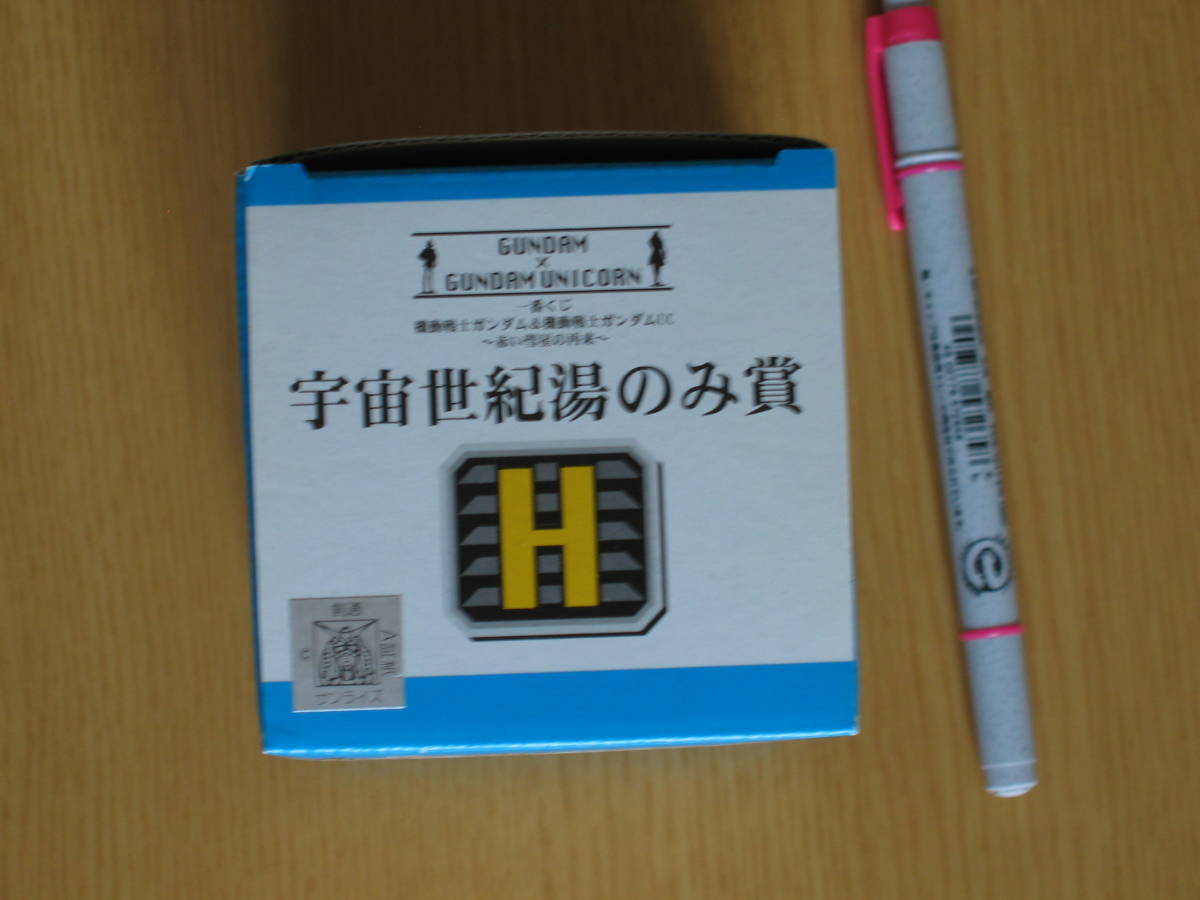 GUNDAM
×
GUNDAM UNICORN
一番くじ
機動戦士ガンダム&機動戦士ガンダムUC
～赤い彗星の再来～
宇宙世紀湯のみ賞
H
創通
サンライズ
e